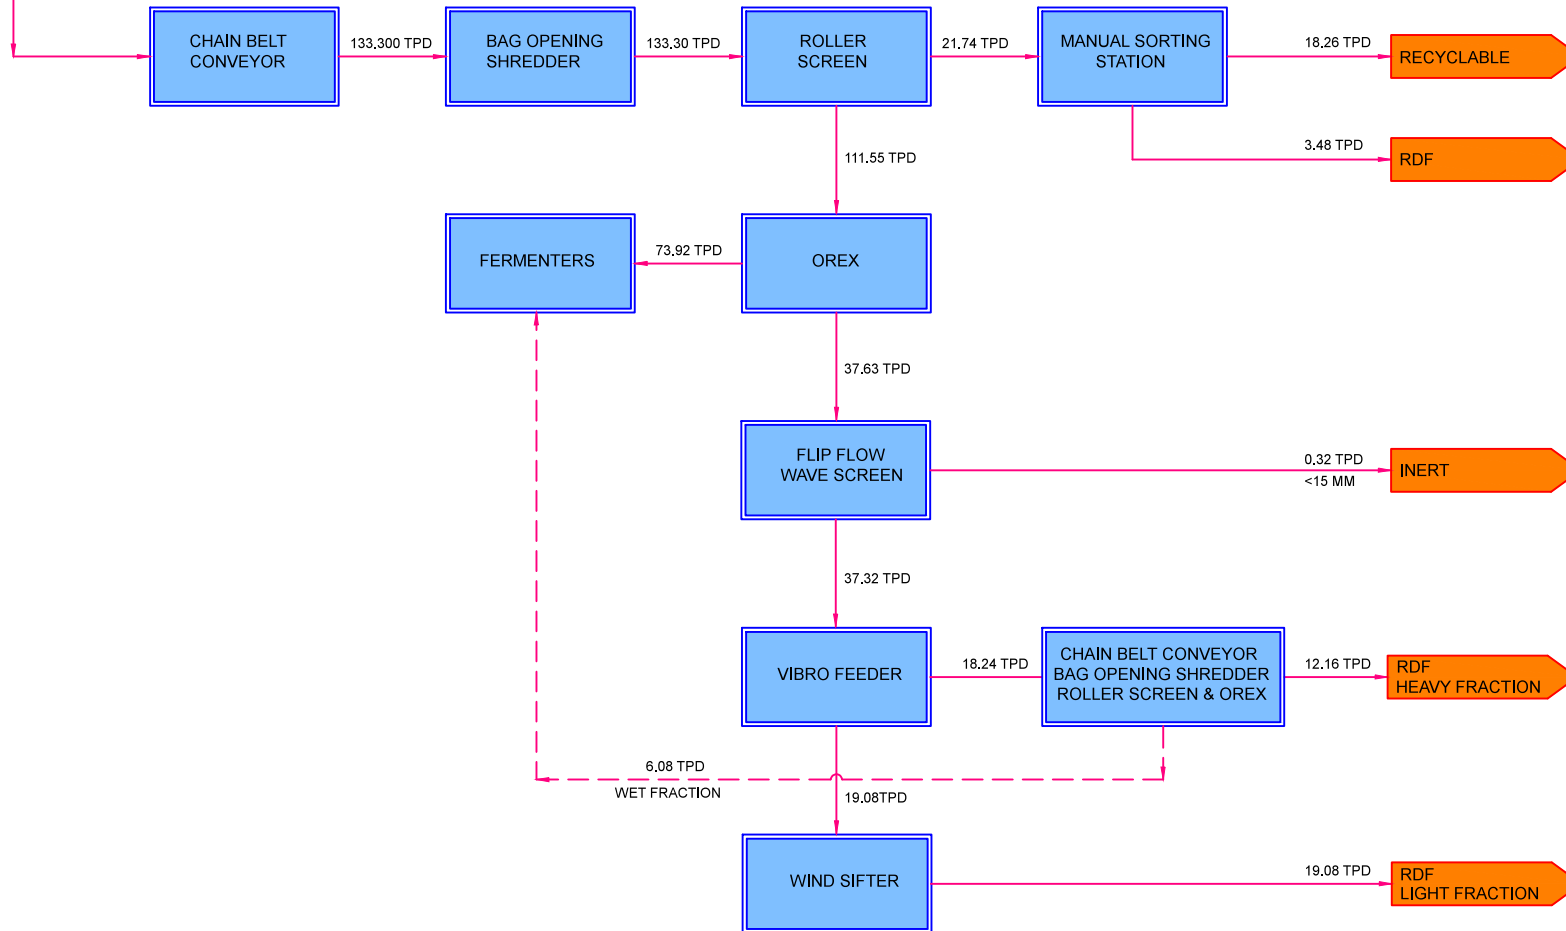 CHAIN BELT
CONVEYOR
133.300 TPD
BAG OPENING
SHREDDER
133.30 TPD
ROLLER
SCREEN
21.74 TPD
MANUAL SORTING
STATION
18.26 TPD
RECYCLABLE
3.48 TPD
RDF
111.55 TPD
FERMENTERS
73.92 TPD
OREX
37.63 TPD
FLIP FLOW
WAVE SCREEN
0.32 TPD
<15 MM
INERT
37.32 TPD
VIBRO FEEDER
18.24 TPD
CHAIN BELT CONVEYOR
BAG OPENING SHREDDER
ROLLER SCREEN & OREX
12.16 TPD
RDF
HEAVY FRACTION
6.08 TPD
WET FRACTION
19.08TPD
WIND SIFTER
19.08 TPD
RDF
LIGHT FRACTION